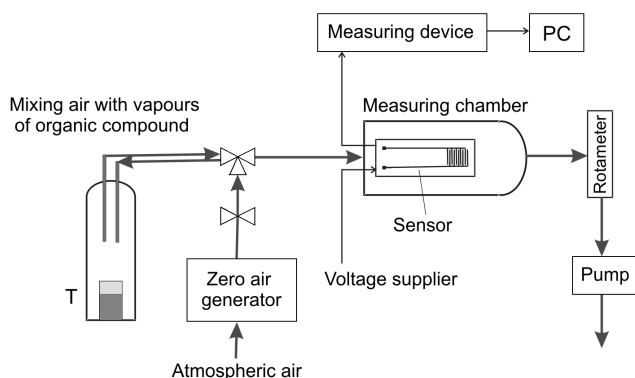 Measuring device
PC
Mixing air with vapours
of organic compound
Measuring chamber
Rotameter
Sensor
Zero air
generator
Voltage supplier
Pump
T
Atmospheric air